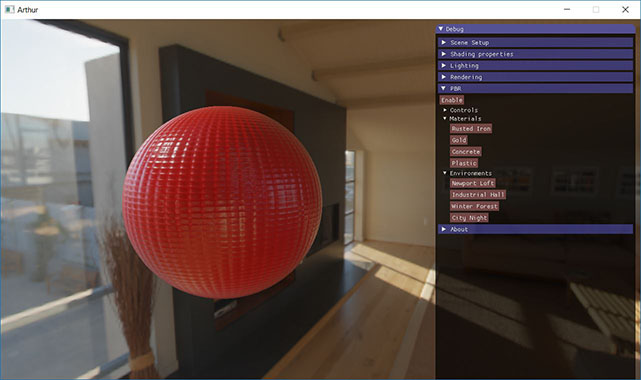 Arthur
Debug
Scene Setup
Shading properties
Lighting
Rendering
PBR
Enable
Controls
Materials
Rusted Iron
Gold
Concrete
Plastic
Environments
Newport Loft
Industrial Hall
Winter Forest
City Night
About